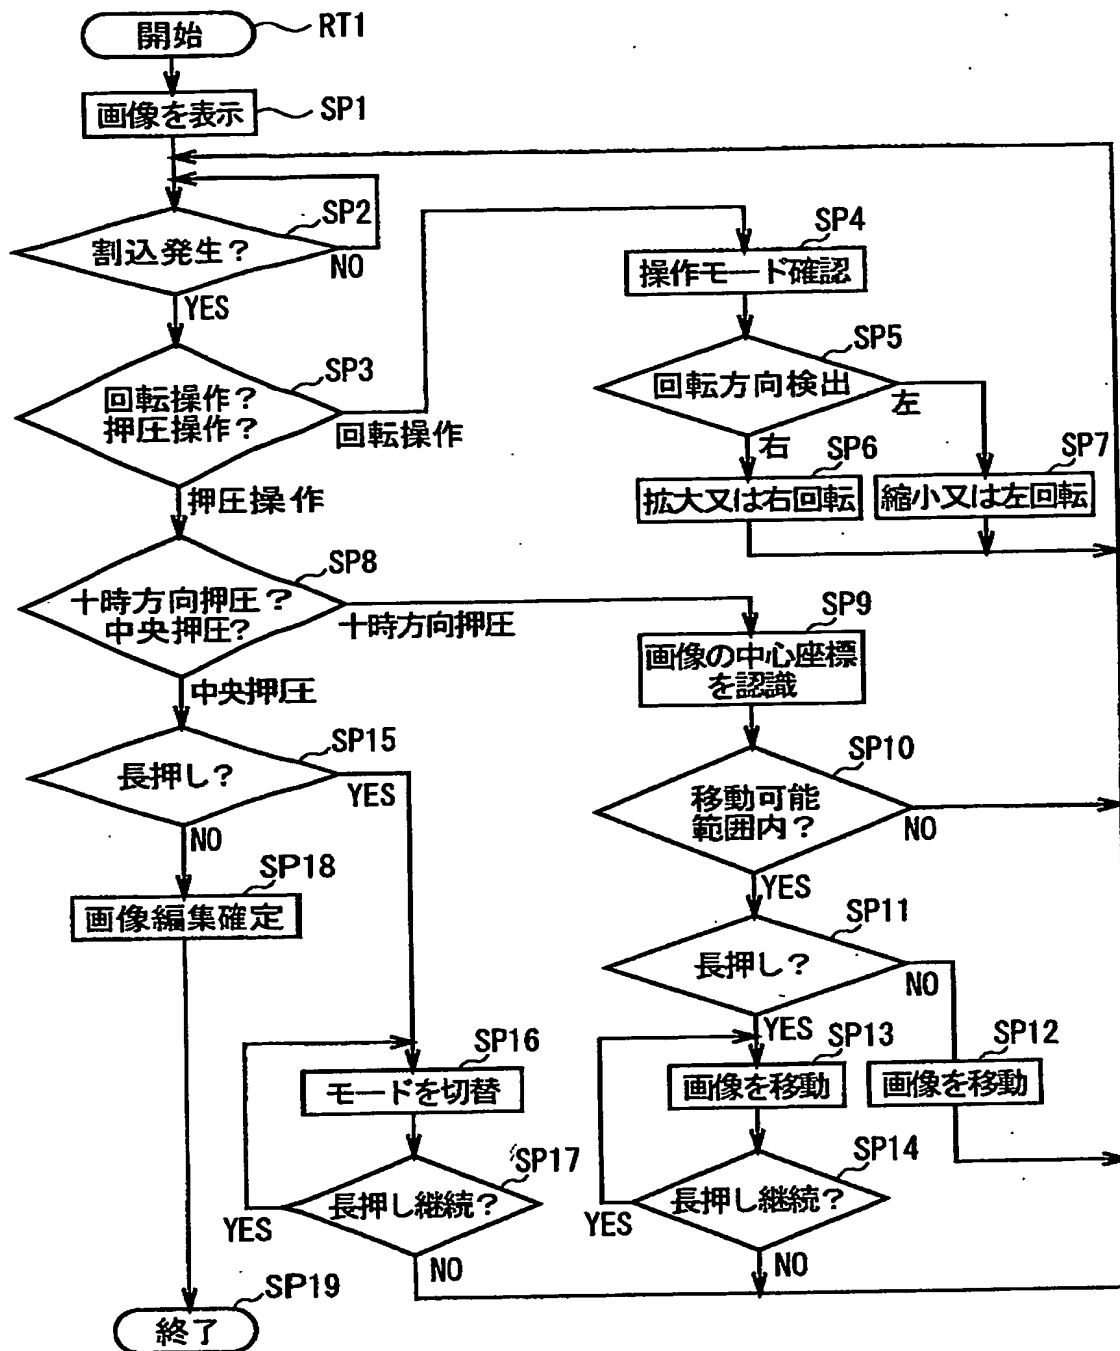 開始
RT1
画像を表示
SP1
割込発生?
SP2
NO
YES
回転操作?
押圧操作?
SP3
回転操作
押圧操作
操作モード確認
SP4
回転方向検出
SP5
左
右
拡大又は右回転
SP6
縮小又は左回転
SP7
十時方向押圧?
中央押圧?
SP8
十時方向押圧
中央押圧
画像の中心座標
を認識
SP9
移動可能
範囲内?
SP10
NO
YES
長押し?
SP11
NO
YES
画像を移動
SP13
画像を移動
SP12
長押し継続?
SP14
YES
NO
長押し?
SP15
YES
NO
画像編集確定
SP18
モードを切替
SP16
長押し継続?
SP17
YES
NO
終了
SP19